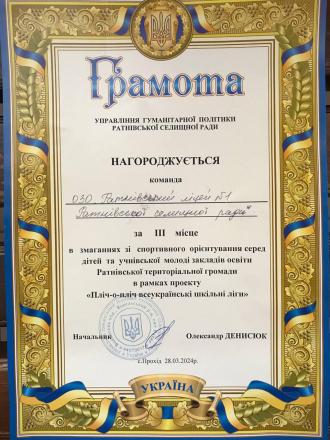 Грамота
УПРАВЛІННЯ ГУМАНІТАРНОЇ ПОЛІТИКИ
РАТНІВСЬКОЇ СЕЛИЩНОЇ РАДИ
НАГОРОДЖУЄТЬСЯ
команда
ОЗО "Ратнівський ліцей №1
Ратнівської селищної ради"
за III місце
в змаганнях зі спортивного орієнтування серед
дітей та учнівської молоді закладів освіти
Ратнівської територіальної громади
в рамках проекту
«Пліч-о-пліч всеукраїнські шкільні ліги»
Начальник Олександр ДЕНИСЮК
с.Прохід 28.03.2024р.
УКРАЇНА